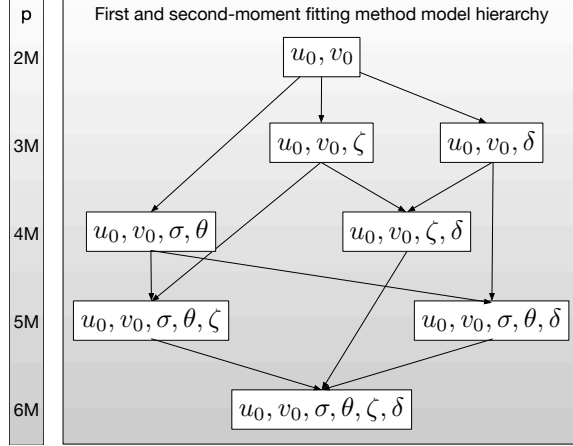 p First and second-moment fitting method model hierarchy
2M u₀, v₀
3M u₀, v₀, ζ u₀, v₀, δ
4M u₀, v₀, σ, θ u₀, v₀, ζ, δ
5M u₀, v₀, σ, θ, ζ u₀, v₀, σ, θ, δ
6M u₀, v₀, σ, θ, ζ, δ